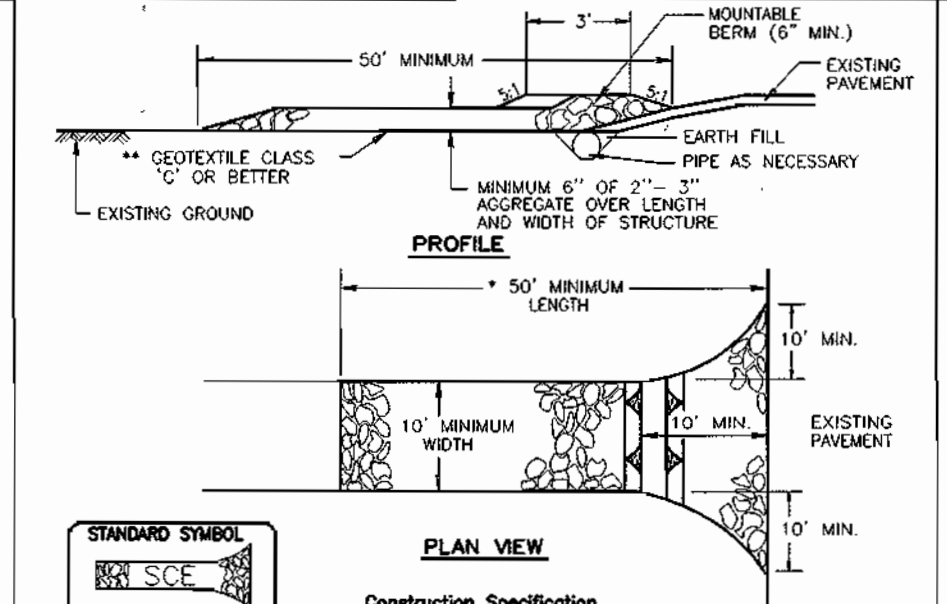 3'
MOUNTABLE
BERM (6" MIN.)
50' MINIMUM
EXISTING
PAVEMENT
5:1
5:1
** GEOTEXTILE CLASS
'C' OR BETTER
EARTH FILL
PIPE AS NECESSARY
EXISTING GROUND
MINIMUM 6" OF 2"- 3"
AGGREGATE OVER LENGTH
AND WIDTH OF STRUCTURE
PROFILE
* 50' MINIMUM
LENGTH
10' MIN.
10' MINIMUM
WIDTH
10' MIN.
EXISTING
PAVEMENT
10' MIN.
STANDARD SYMBOL
SCE
PLAN VIEW
Construction Specification